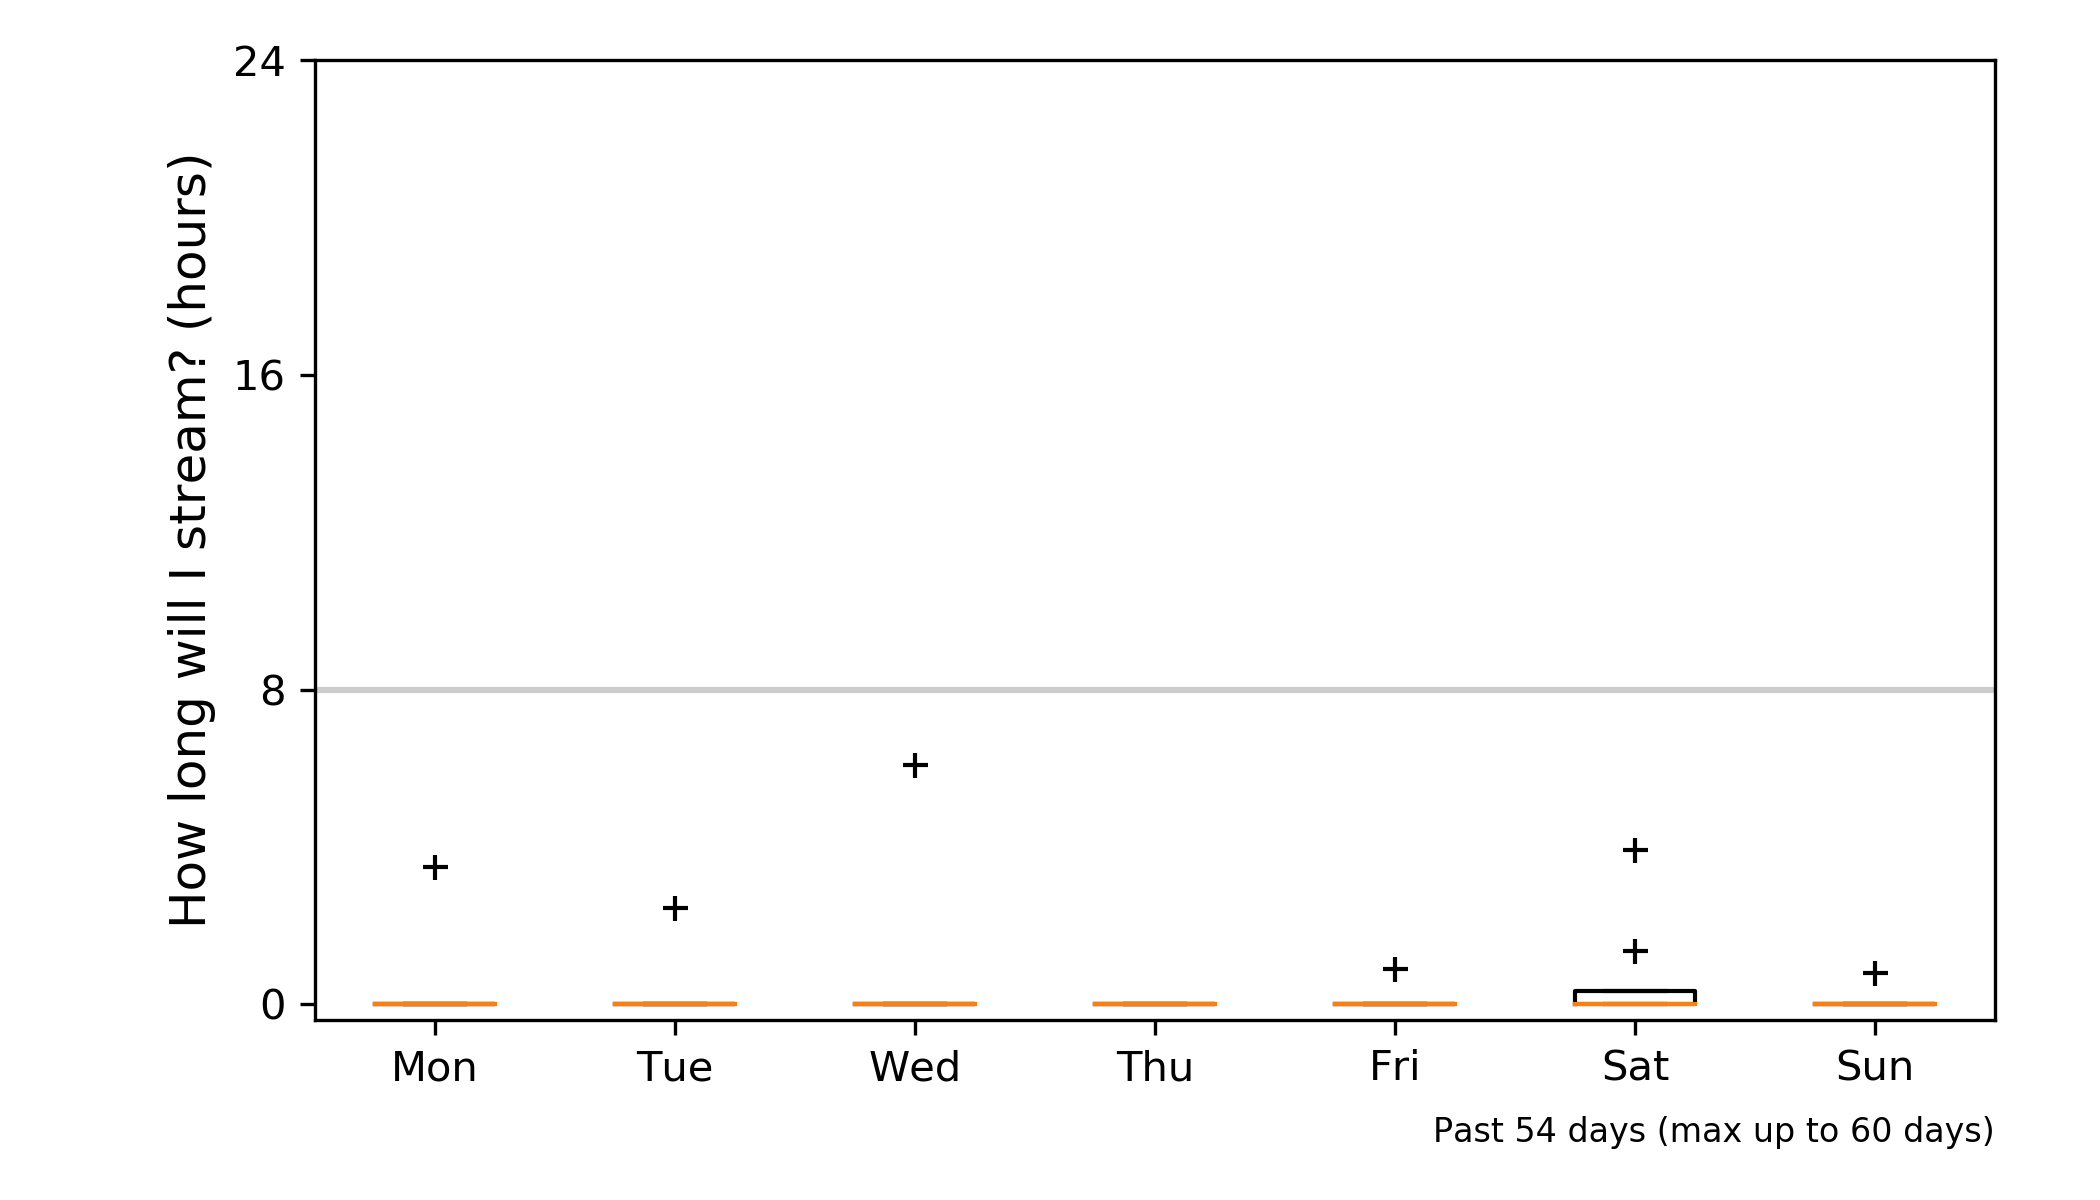 How long will I stream? (hours)
24
16
8
0
Mon Tue Wed Thu Fri Sat Sun
Past 54 days (max up to 60 days)